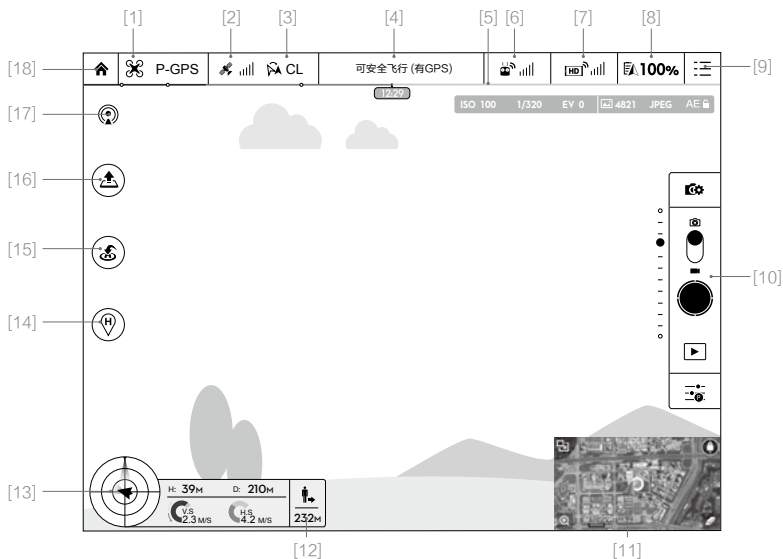 [1] [2] [3] [4] [5] [6] [7] [8]
[18] P-GPS CL 可安全飞行 (有GPS) HD 100% [9]
12:29
ISO 100 1/320 EV 0 4821 JPEG AE
[17]
[16]
[15]
[10]
[14] H
P
[13]
H: 39M D: 210M
V.S 2.3 M/S H.S 4.2 M/S 232M
[12] [11]